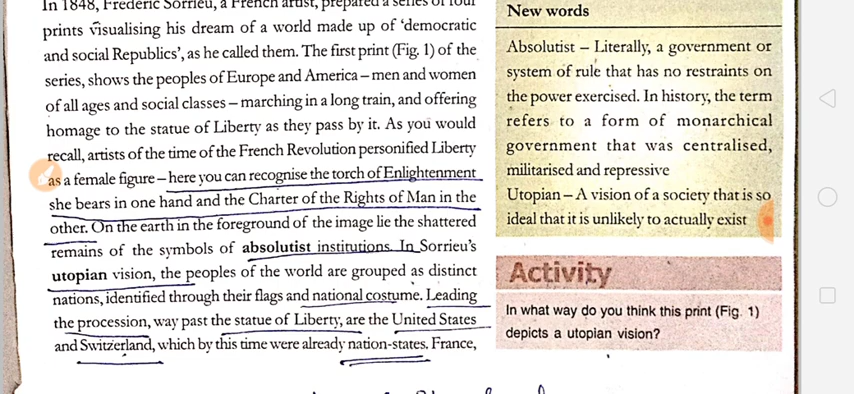 In 1848, Frédéric Sorrieu, a French artist, prepared a series of four
prints visualising his dream of a world made up of ‘democratic
and social Republics’, as he called them. The first print (Fig. 1) of the
series, shows the peoples of Europe and America – men and women
of all ages and social classes – marching in a long train, and offering
homage to the statue of Liberty as they pass by it. As you would
recall, artists of the time of the French Revolution personified Liberty
as a female figure – here you can recognise the torch of Enlightenment
she bears in one hand and the Charter of the Rights of Man in the
other. On the earth in the foreground of the image lie the shattered
remains of the symbols of absolutist institutions. In Sorrieu’s
utopian vision, the peoples of the world are grouped as distinct
nations, identified through their flags and national costume. Leading
the procession, way past the statue of Liberty, are the United States
and Switzerland, which by this time were already nation-states. France,
New words
Absolutist – Literally, a government or
system of rule that has no restraints on
the power exercised. In history, the term
refers to a form of monarchical
government that was centralised,
militarised and repressive
Utopian – A vision of a society that is so
ideal that it is unlikely to actually exist
Activity
In what way do you think this print (Fig. 1)
depicts a utopian vision?